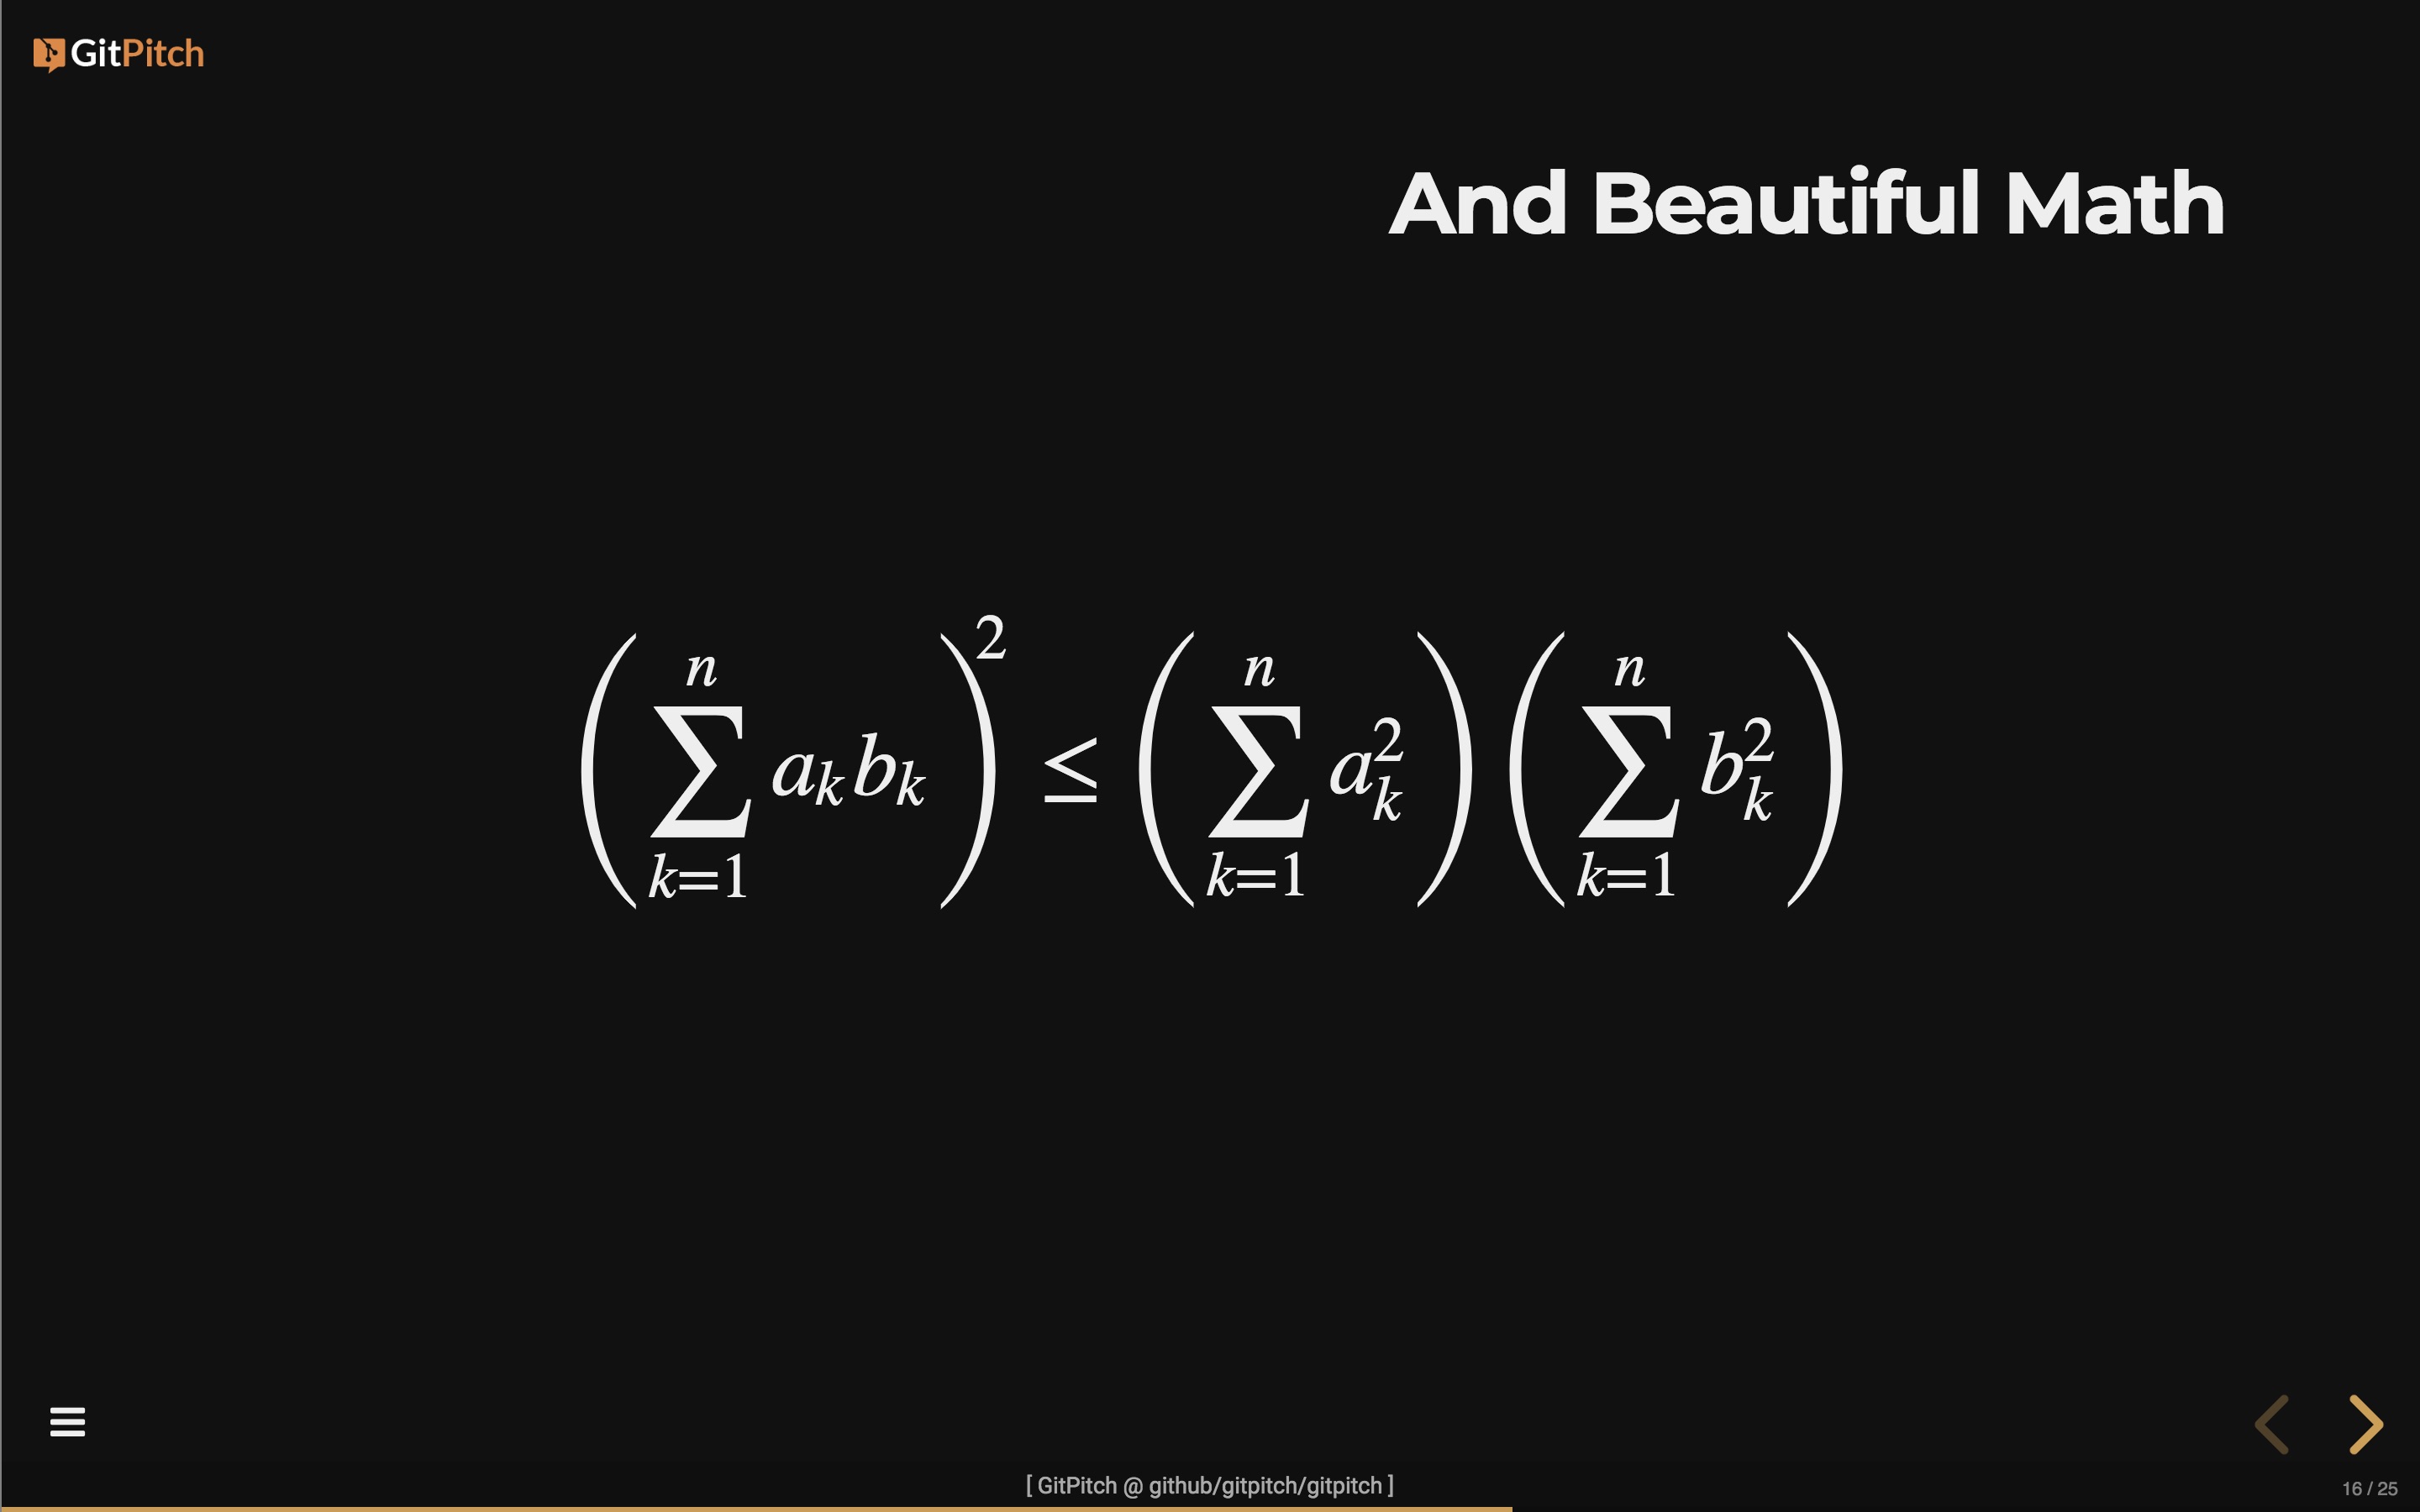 GitPitch
And Beautiful Math
$$\left( \sum_{k=1}^{n} a_k b_k \right)^2 \leq \left( \sum_{k=1}^{n} a_k^2 \right) \left( \sum_{k=1}^{n} b_k^2 \right)$$
[ GitPitch @ github/gitpitch/gitpitch ]
16 / 25